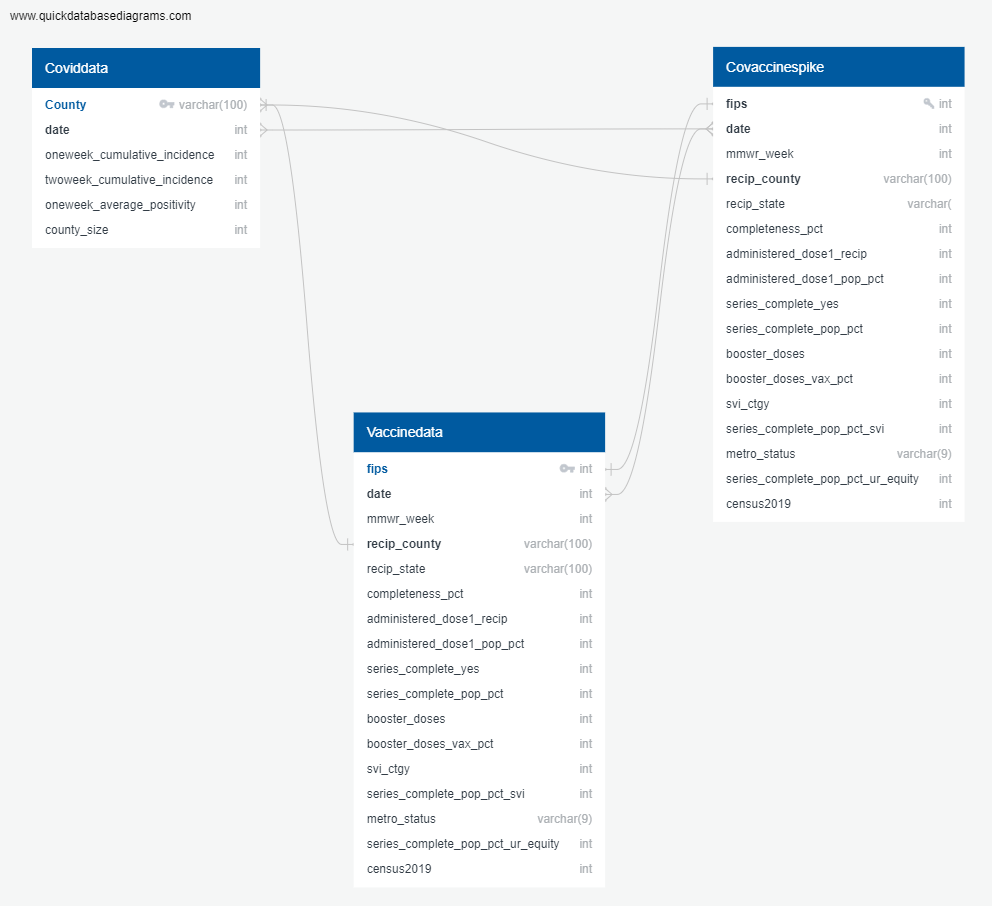 www.quickdatabasediagrams.com
Coviddata
County varchar(100)
date int
oneweek_cumulative_incidence int
twoweek_cumulative_incidence int
oneweek_average_positivity int
county_size int
Covaccinespike
fips int
date int
mmwr_week int
recip_county varchar(100)
recip_state varchar(
completeness_pct int
administered_dose1_recip int
administered_dose1_pop_pct int
series_complete_yes int
series_complete_pop_pct int
booster_doses int
booster_doses_vax_pct int
svi_ctgy int
series_complete_pop_pct_svi int
metro_status varchar(9)
series_complete_pop_pct_ur_equity int
census2019 int
Vaccinedata
fips int
date int
mmwr_week int
recip_county varchar(100)
recip_state varchar(100)
completeness_pct int
administered_dose1_recip int
administered_dose1_pop_pct int
series_complete_yes int
series_complete_pop_pct int
booster_doses int
booster_doses_vax_pct int
svi_ctgy int
series_complete_pop_pct_svi int
metro_status varchar(9)
series_complete_pop_pct_ur_equity int
census2019 int